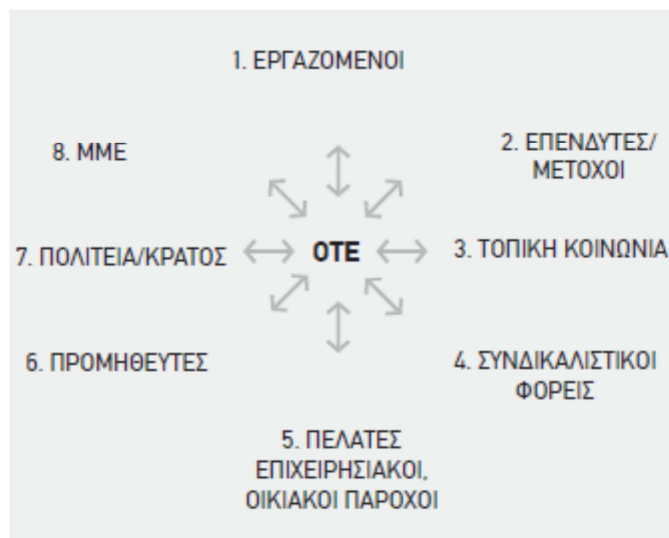 1. ΕΡΓΑΖΟΜΕΝΟΙ
2. ΕΠΕΝΔΥΤΕΣ/
ΜΕΤΟΧΟΙ
3. ΤΟΠΙΚΗ ΚΟΙΝΩΝΙΑ
4. ΣΥΝΔΙΚΑΛΙΣΤΙΚΟΙ
ΦΟΡΕΙΣ
5. ΠΕΛΑΤΕΣ
ΕΠΙΧΕΙΡΗΣΙΑΚΟΙ,
ΟΙΚΙΑΚΟΙ ΠΑΡΟΧΟΙ
6. ΠΡΟΜΗΘΕΥΤΕΣ
7. ΠΟΛΙΤΕΙΑ/ΚΡΑΤΟΣ
8. ΜΜΕ
ΟΤΕ